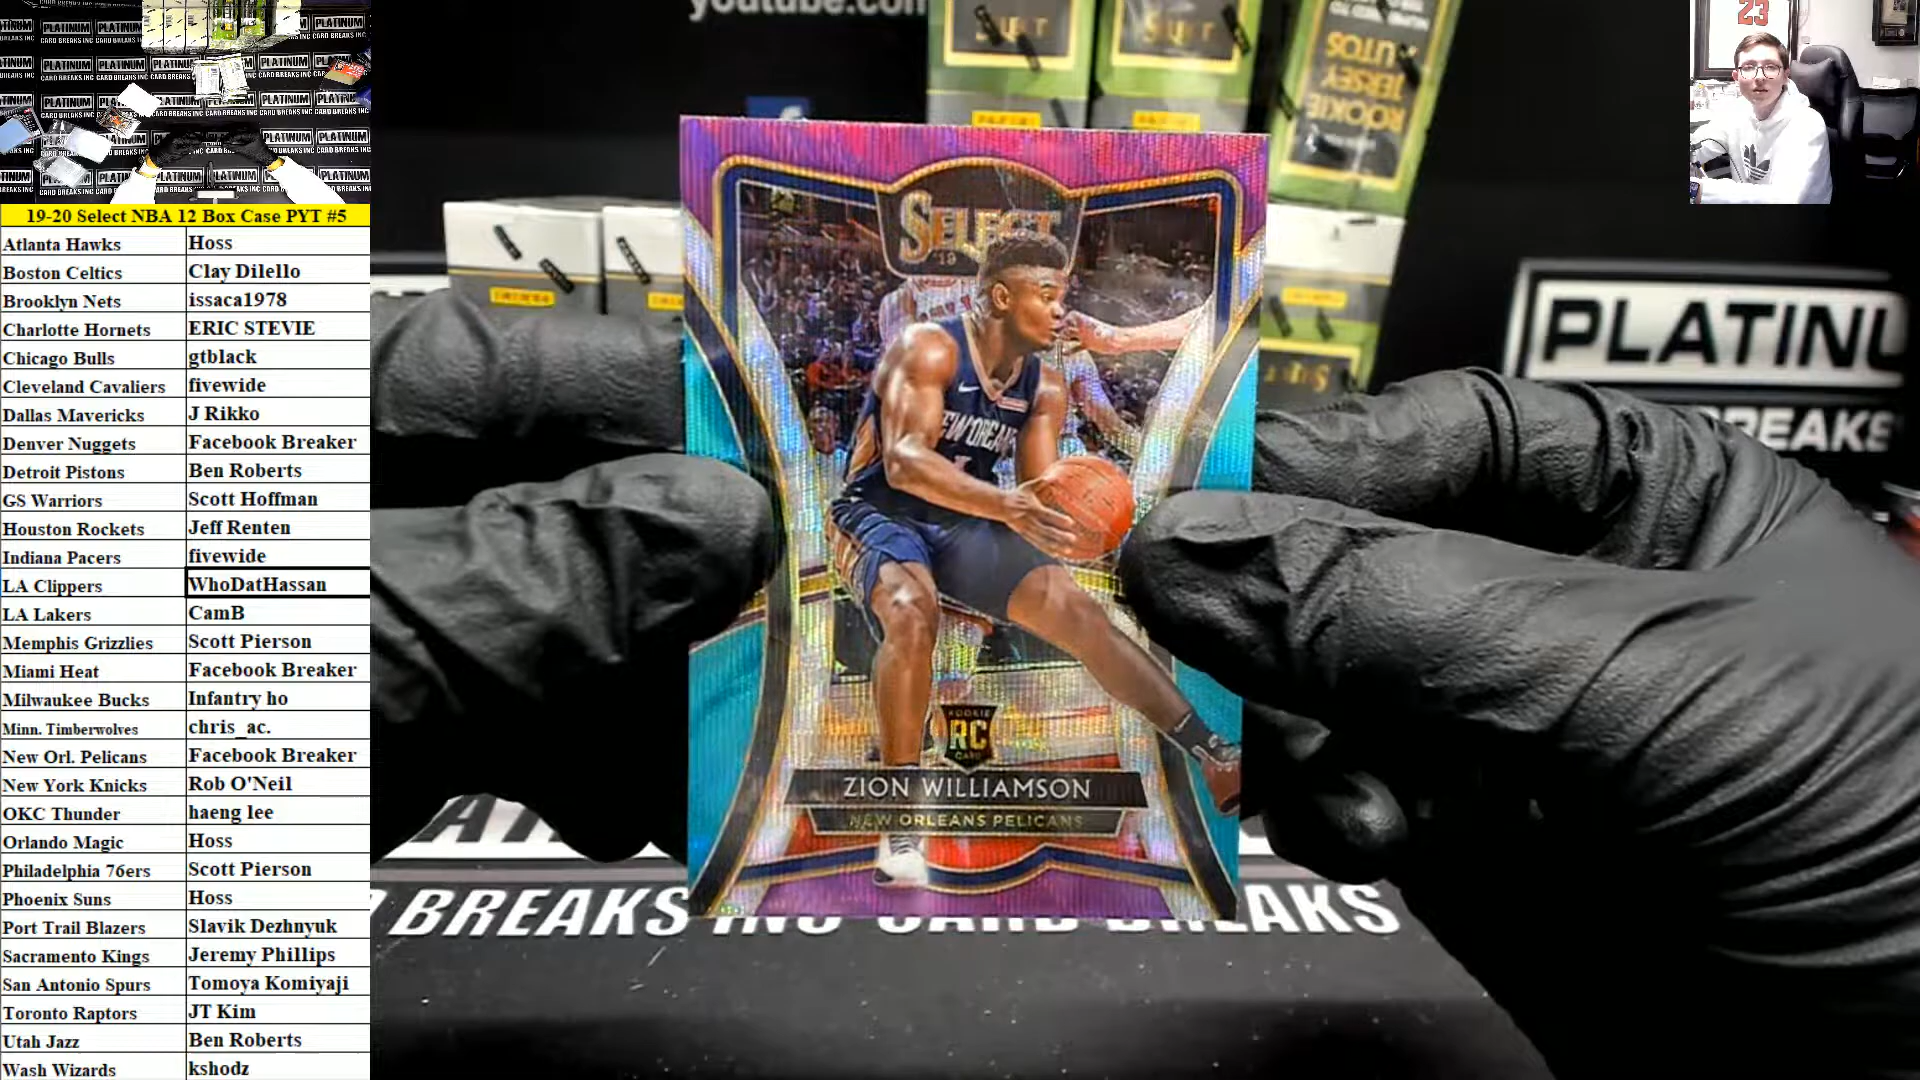 youtube.com
23
ROOKIE
JERSEY
AUTOS
PLATINUM
CARD BREAKS INC
19-20 Select NBA 12 Box Case PYT #5
Atlanta Hawks Hoss
Boston Celtics Clay Dilello
Brooklyn Nets issaca1978
Charlotte Hornets ERIC STEVIE
Chicago Bulls gtblack
Cleveland Cavaliers fivewide
Dallas Mavericks J Rikko
Denver Nuggets Facebook Breaker
Detroit Pistons Ben Roberts
GS Warriors Scott Hoffman
Houston Rockets Jeff Renten
Indiana Pacers fivewide
LA Clippers WhoDatHassan
LA Lakers CamB
Memphis Grizzlies Scott Pierson
Miami Heat Facebook Breaker
Milwaukee Bucks Infantry ho
Minn. Timberwolves chris_ac.
New Orl. Pelicans Facebook Breaker
New York Knicks Rob O'Neil
OKC Thunder haeng lee
Orlando Magic Hoss
Philadelphia 76ers Scott Pierson
Phoenix Suns Hoss
Port Trail Blazers Slavik Dezhnyuk
Sacramento Kings Jeremy Phillips
San Antonio Spurs Tomoya Komiyaji
Toronto Raptors JT Kim
Utah Jazz Ben Roberts
Wash Wizards kshodz
SELECT
'19
NEW ORLEANS
ROOKIE
RC
CARD
ZION WILLIAMSON
NEW ORLEANS PELICANS
PLATINU
BREAKS
BREAKS INC CARD BREAKS